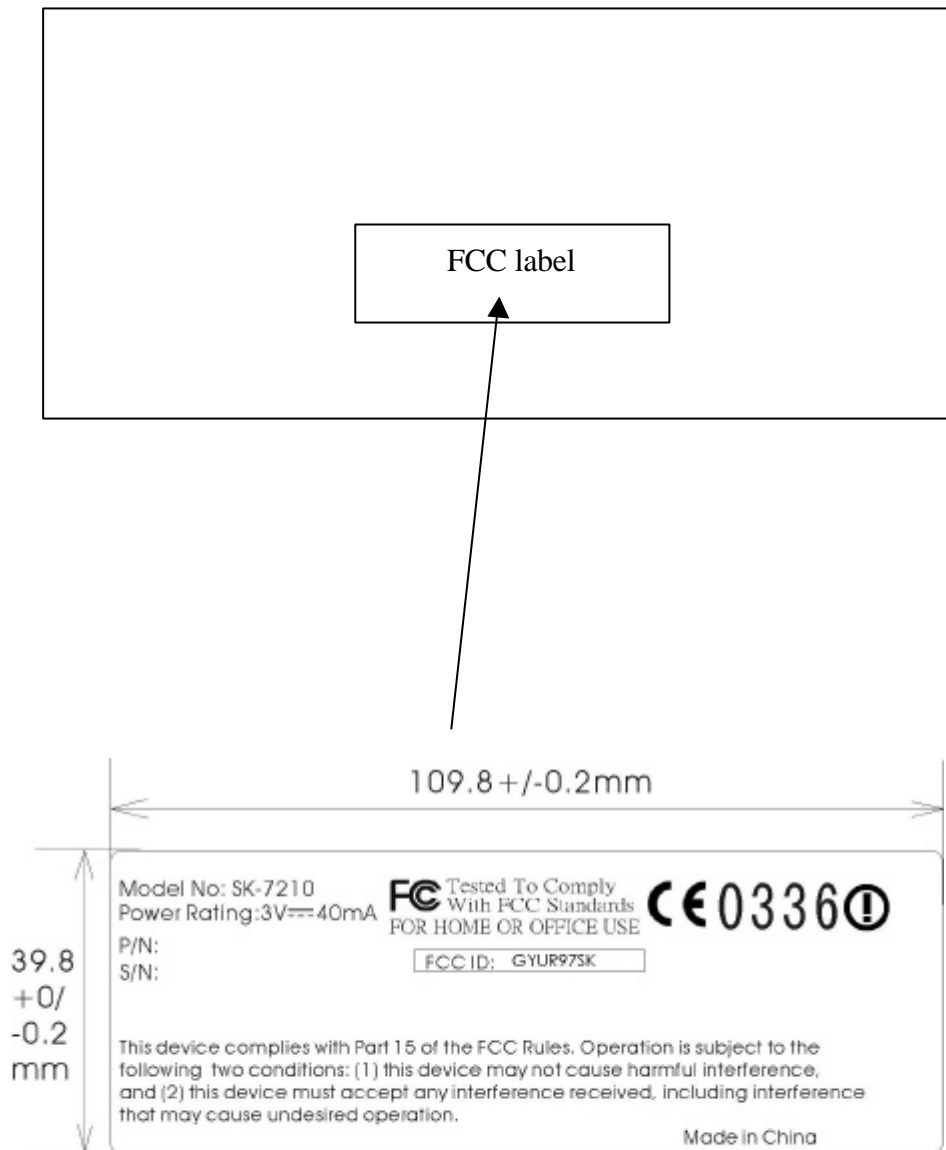 FCC label
109.8+/-0.2mm
39.8
+0/
-0.2
mm
Model No: SK-7210
Power Rating:3V⎓40mA
P/N:
S/N:
FC Tested To Comply
With FCC Standards
FOR HOME OR OFFICE USE
FCC ID: GYUR97SK
CE0336
This device complies with Part 15 of the FCC Rules. Operation is subject to the
following two conditions: (1) this device may not cause harmful interference,
and (2) this device must accept any interference received, including interference
that may cause undesired operation.
Made in China